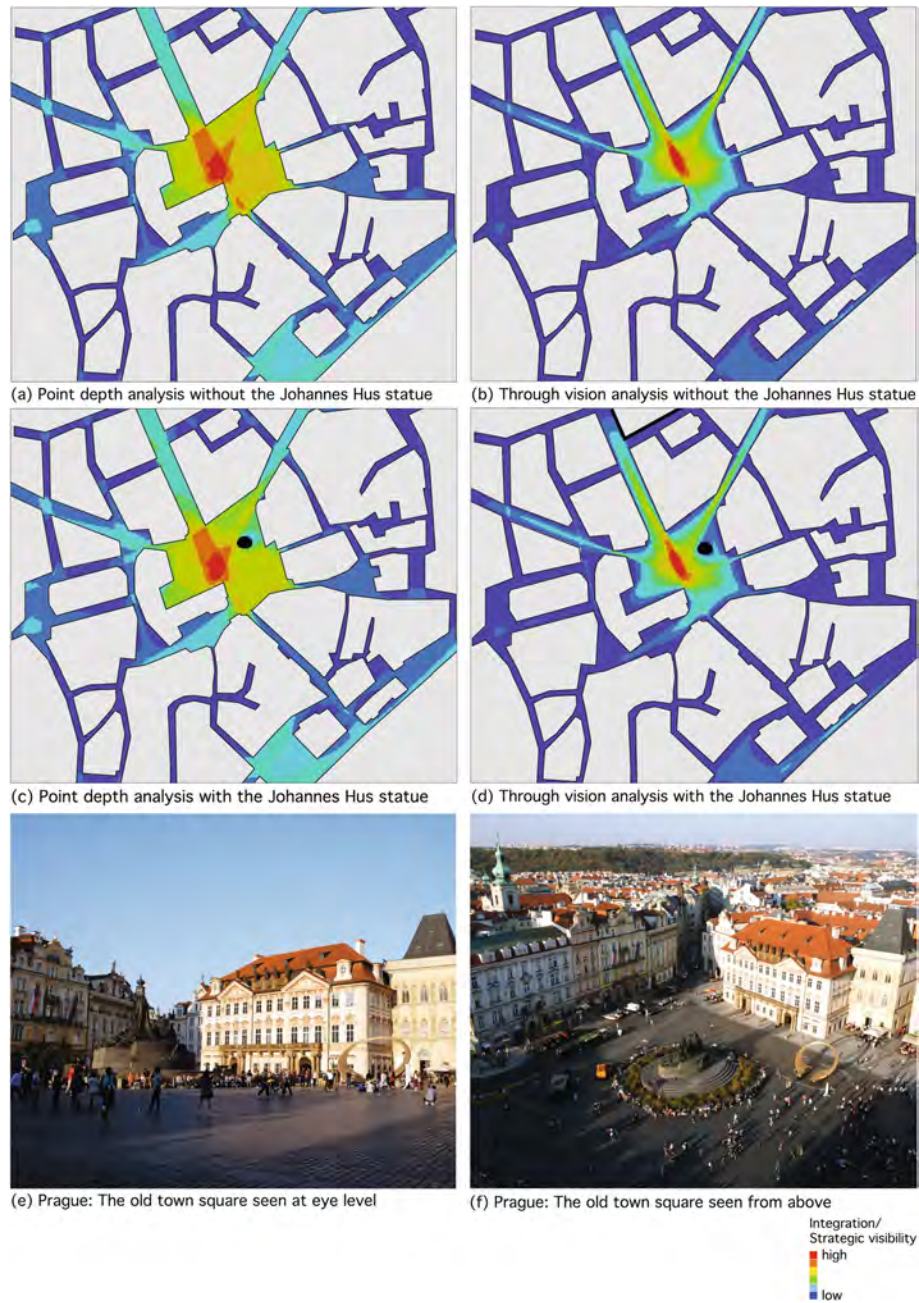 (a) Point depth analysis without the Johannes Hus statue
(b) Through vision analysis without the Johannes Hus statue
(c) Point depth analysis with the Johannes Hus statue
(d) Through vision analysis with the Johannes Hus statue
(e) Prague: The old town square seen at eye level
(f) Prague: The old town square seen from above
Integration/
Strategic visibility
high
low